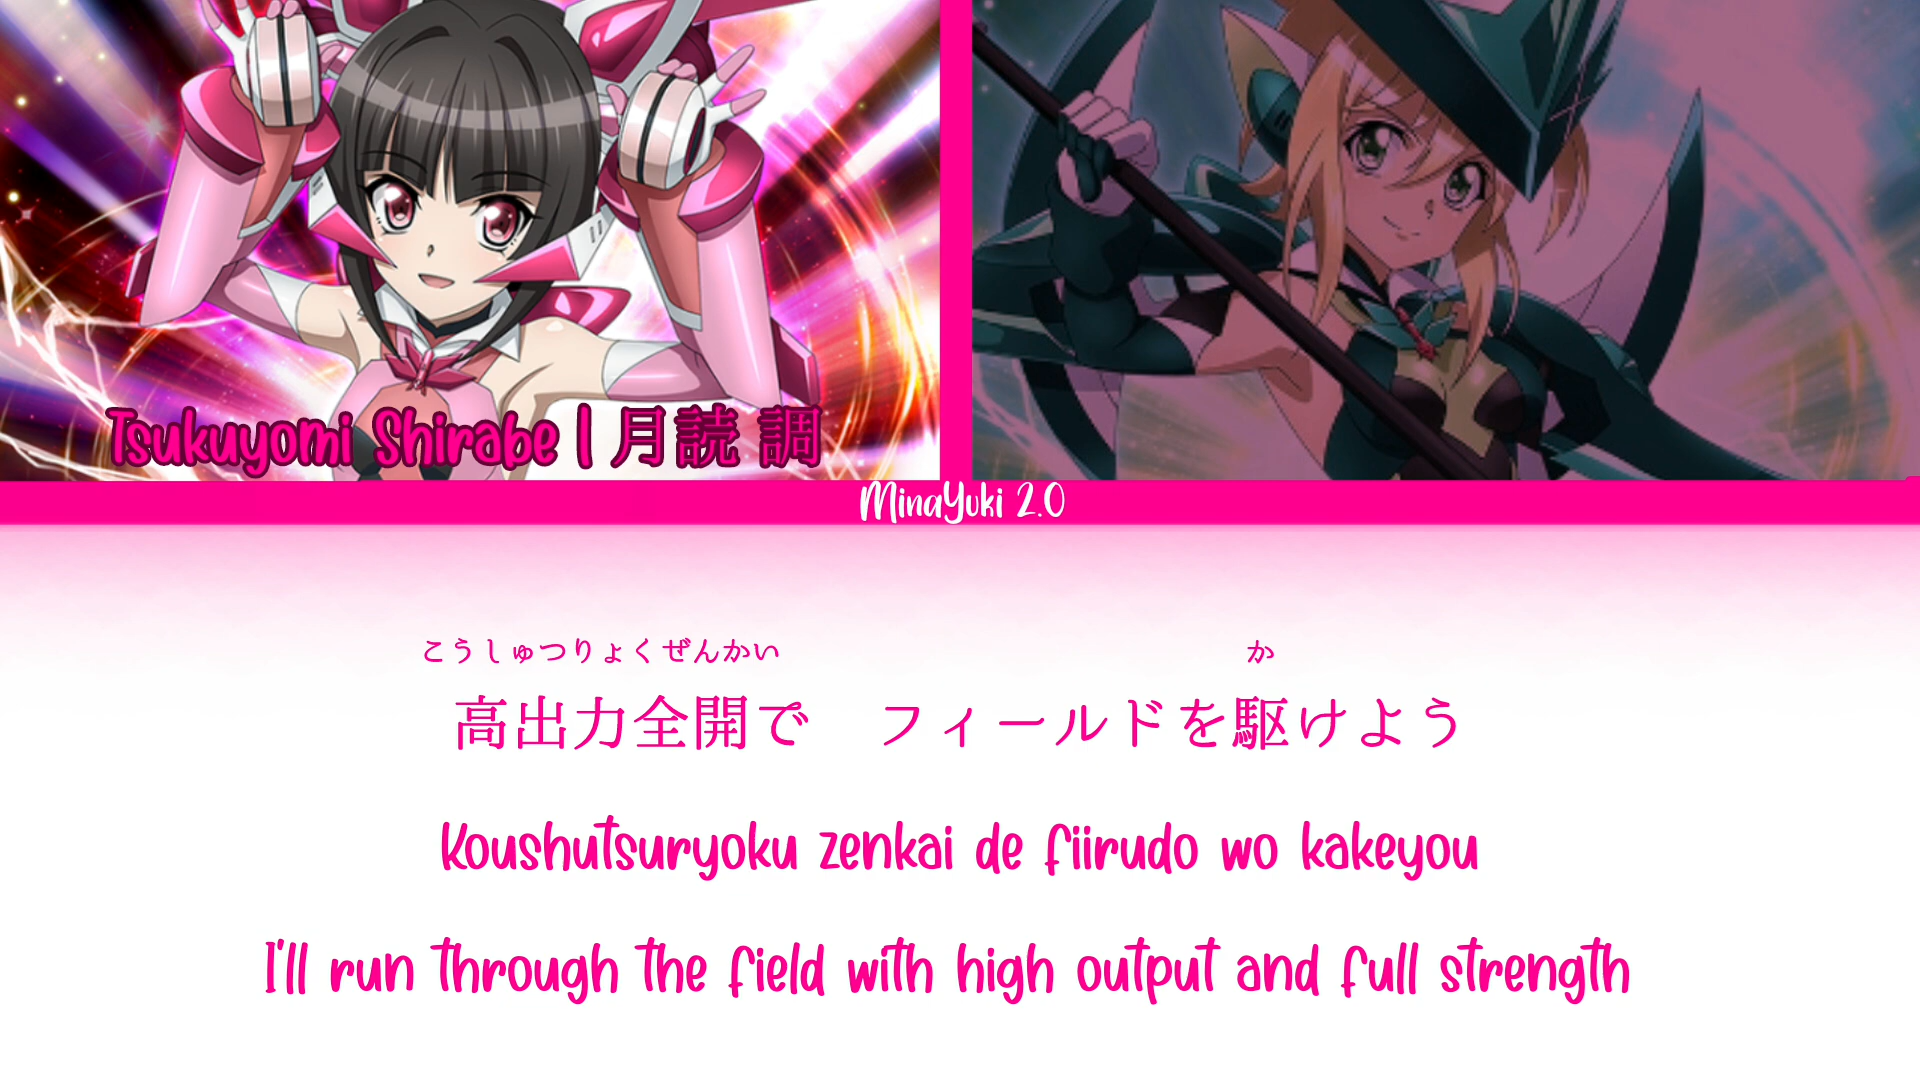 Tsukuyomi Shirabe | 月読 調
MinaYuki 2.0
こうしゅつりょくぜんかい か
高出力全開で フィールドを駆けよう
Koushutsuryoku zenkai de fiirudo wo kakeyou
I'll run through the field with high output and full strength